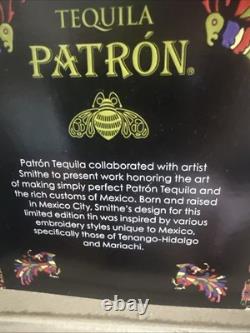 TEQUILA
PATRÓN®
Patrón Tequila collaborated with artist
Smithe to present work honoring the art
of making simply perfect Patrón Tequila and
the rich customs of Mexico. Born and raised
in Mexico City, Smithe's design for this
limited edition tin was inspired by various
embroidery styles unique to Mexico,
specifically those of Tenango-Hidalgo
and Mariachi.